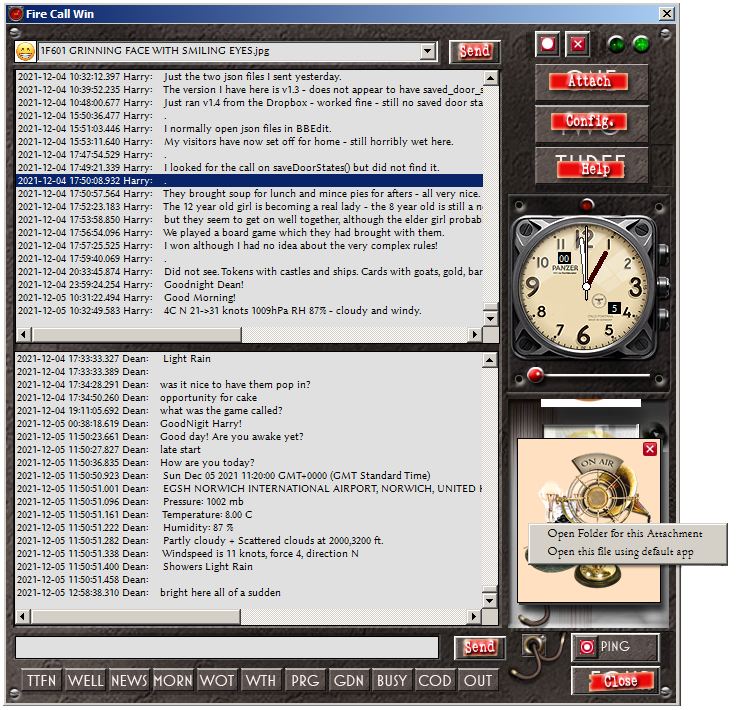 Fire Call Win
1F601 GRINNING FACE WITH SMILING EYES.jpg
Send
2021-12-04 10:32:12.397 Harry: Just the two json files I sent yesterday.
2021-12-04 10:39:52.235 Harry: The version I have here is v1.3 - does not appear to have saved_door_s
2021-12-04 10:48:00.677 Harry: Just ran v1.4 from the Dropbox - worked fine - still no saved door sta
2021-12-04 15:50:36.477 Harry: .
2021-12-04 15:51:03.446 Harry: I normally open json files in BBEdit.
2021-12-04 15:53:11.640 Harry: My visitors have now set off for home - still horribly wet here.
2021-12-04 17:47:54.529 Harry: .
2021-12-04 17:49:21.339 Harry: I looked for the call on saveDoorStates() but did not find it.
2021-12-04 17:50:08.932 Harry: .
2021-12-04 17:50:57.564 Harry: They brought soup for lunch and mince pies for afters - all very nice.
2021-12-04 17:52:23.183 Harry: The 12 year old girl is becoming a real lady - the 8 year old is still a n
2021-12-04 17:53:58.850 Harry: but they seem to get on well together, although the elder girl probab
2021-12-04 17:56:54.096 Harry: We played a board game which they had brought with them.
2021-12-04 17:57:25.525 Harry: I won although I had no idea about the very complex rules!
2021-12-04 17:59:40.069 Harry: .
2021-12-04 20:33:45.874 Harry: Did not see. Tokens with castles and ships. Cards with goats, gold, bar
2021-12-04 23:59:24.254 Harry: Goodnight Dean!
2021-12-05 10:31:22.494 Harry: Good Morning!
2021-12-05 10:32:49.583 Harry: 4C N 21->31 knots 1009hPa RH 87% - cloudy and windy.
2021-12-04 17:33:33.327 Dean: Light Rain
2021-12-04 17:33:33.389 Dean:
2021-12-04 17:34:28.291 Dean: was it nice to have them pop in?
2021-12-04 17:34:50.260 Dean: opportunity for cake
2021-12-04 19:11:05.692 Dean: what was the game called?
2021-12-05 00:38:18.619 Dean: GoodNigit Harry!
2021-12-05 11:50:23.661 Dean: Good day! Are you awake yet?
2021-12-05 11:50:27.827 Dean: late start
2021-12-05 11:50:36.835 Dean: How are you today?
2021-12-05 11:50:50.923 Dean: Sun Dec 05 2021 11:20:00 GMT+0000 (GMT Standard Time)
2021-12-05 11:50:51.001 Dean: EGSH NORWICH INTERNATIONAL AIRPORT, NORWICH, UNITED K
2021-12-05 11:50:51.096 Dean: Pressure: 1002 mb
2021-12-05 11:50:51.161 Dean: Temperature: 8.00 C
2021-12-05 11:50:51.222 Dean: Humidity: 87 %
2021-12-05 11:50:51.282 Dean: Partly cloudy + Scattered clouds at 2000,3200 ft.
2021-12-05 11:50:51.338 Dean: Windspeed is 11 knots, force 4, direction N
2021-12-05 11:50:51.400 Dean: Showers Light Rain
2021-12-05 11:50:51.458 Dean:
2021-12-05 12:58:38.310 Dean: bright here all of a sudden
Send
TTFN WELL NEWS MORN WOT WTH PRG GDN BUSY COD OUT
Attach
Config.
THREE
Help
12
1
2
3
4
5
6
7
8
9
10
11
00
PANZER
5
ON AIR
Open Folder for this Attachment
Open this file using default app
PING
Close